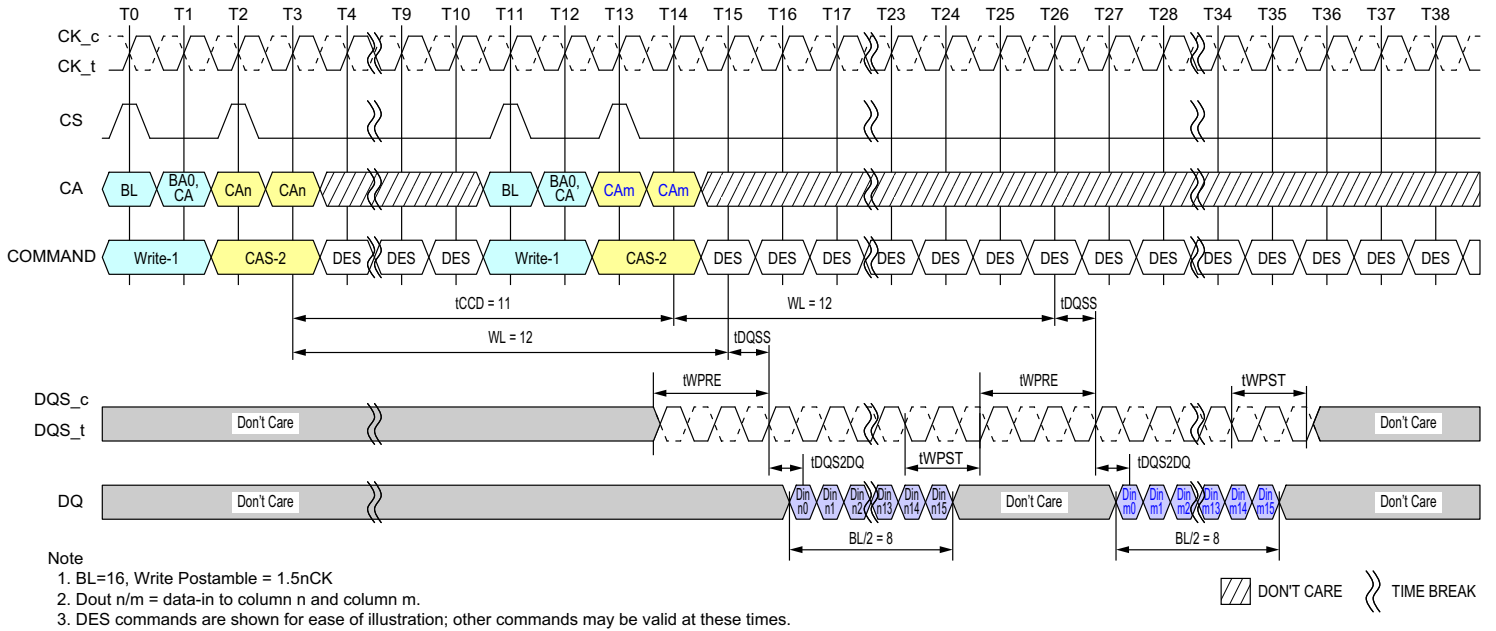 T0 T1 T2 T3 T4 T9 T10 T11 T12 T13 T14 T15 T16 T17 T23 T24 T25 T26 T27 T28 T34 T35 T36 T37 T38
CK_c
CK_t
CS
CA BL BA0, CA CAn CAn BL BA0, CA CAm CAm
COMMAND Write-1 CAS-2 DES DES DES Write-1 CAS-2 DES DES DES DES DES DES DES DES DES DES DES DES DES DES
tCCD = 11 WL = 12 tDQSS
WL = 12 tDQSS
tWPRE tWPRE tWPST
DQS_c
DQS_t
Don't Care Don't Care
tDQS2DQ tWPST tDQS2DQ
DQ Don't Care Din n0 Din n1 Din n2 Din n13 Din n14 Din n15 Don't Care Din m0 Din m1 Din m2 Din m13 Din m14 Din m15 Don't Care
BL/2 = 8 BL/2 = 8
Note
1. BL=16, Write Postamble = 1.5nCK
2. Dout n/m = data-in to column n and column m.
3. DES commands are shown for ease of illustration; other commands may be valid at these times.
DON'T CARE TIME BREAK